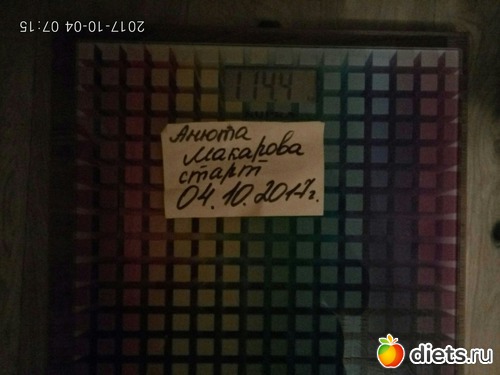 2017-10-04 07:15
114.4
Анюта
Макарова
старт
04.10.2017г.
diets.ru